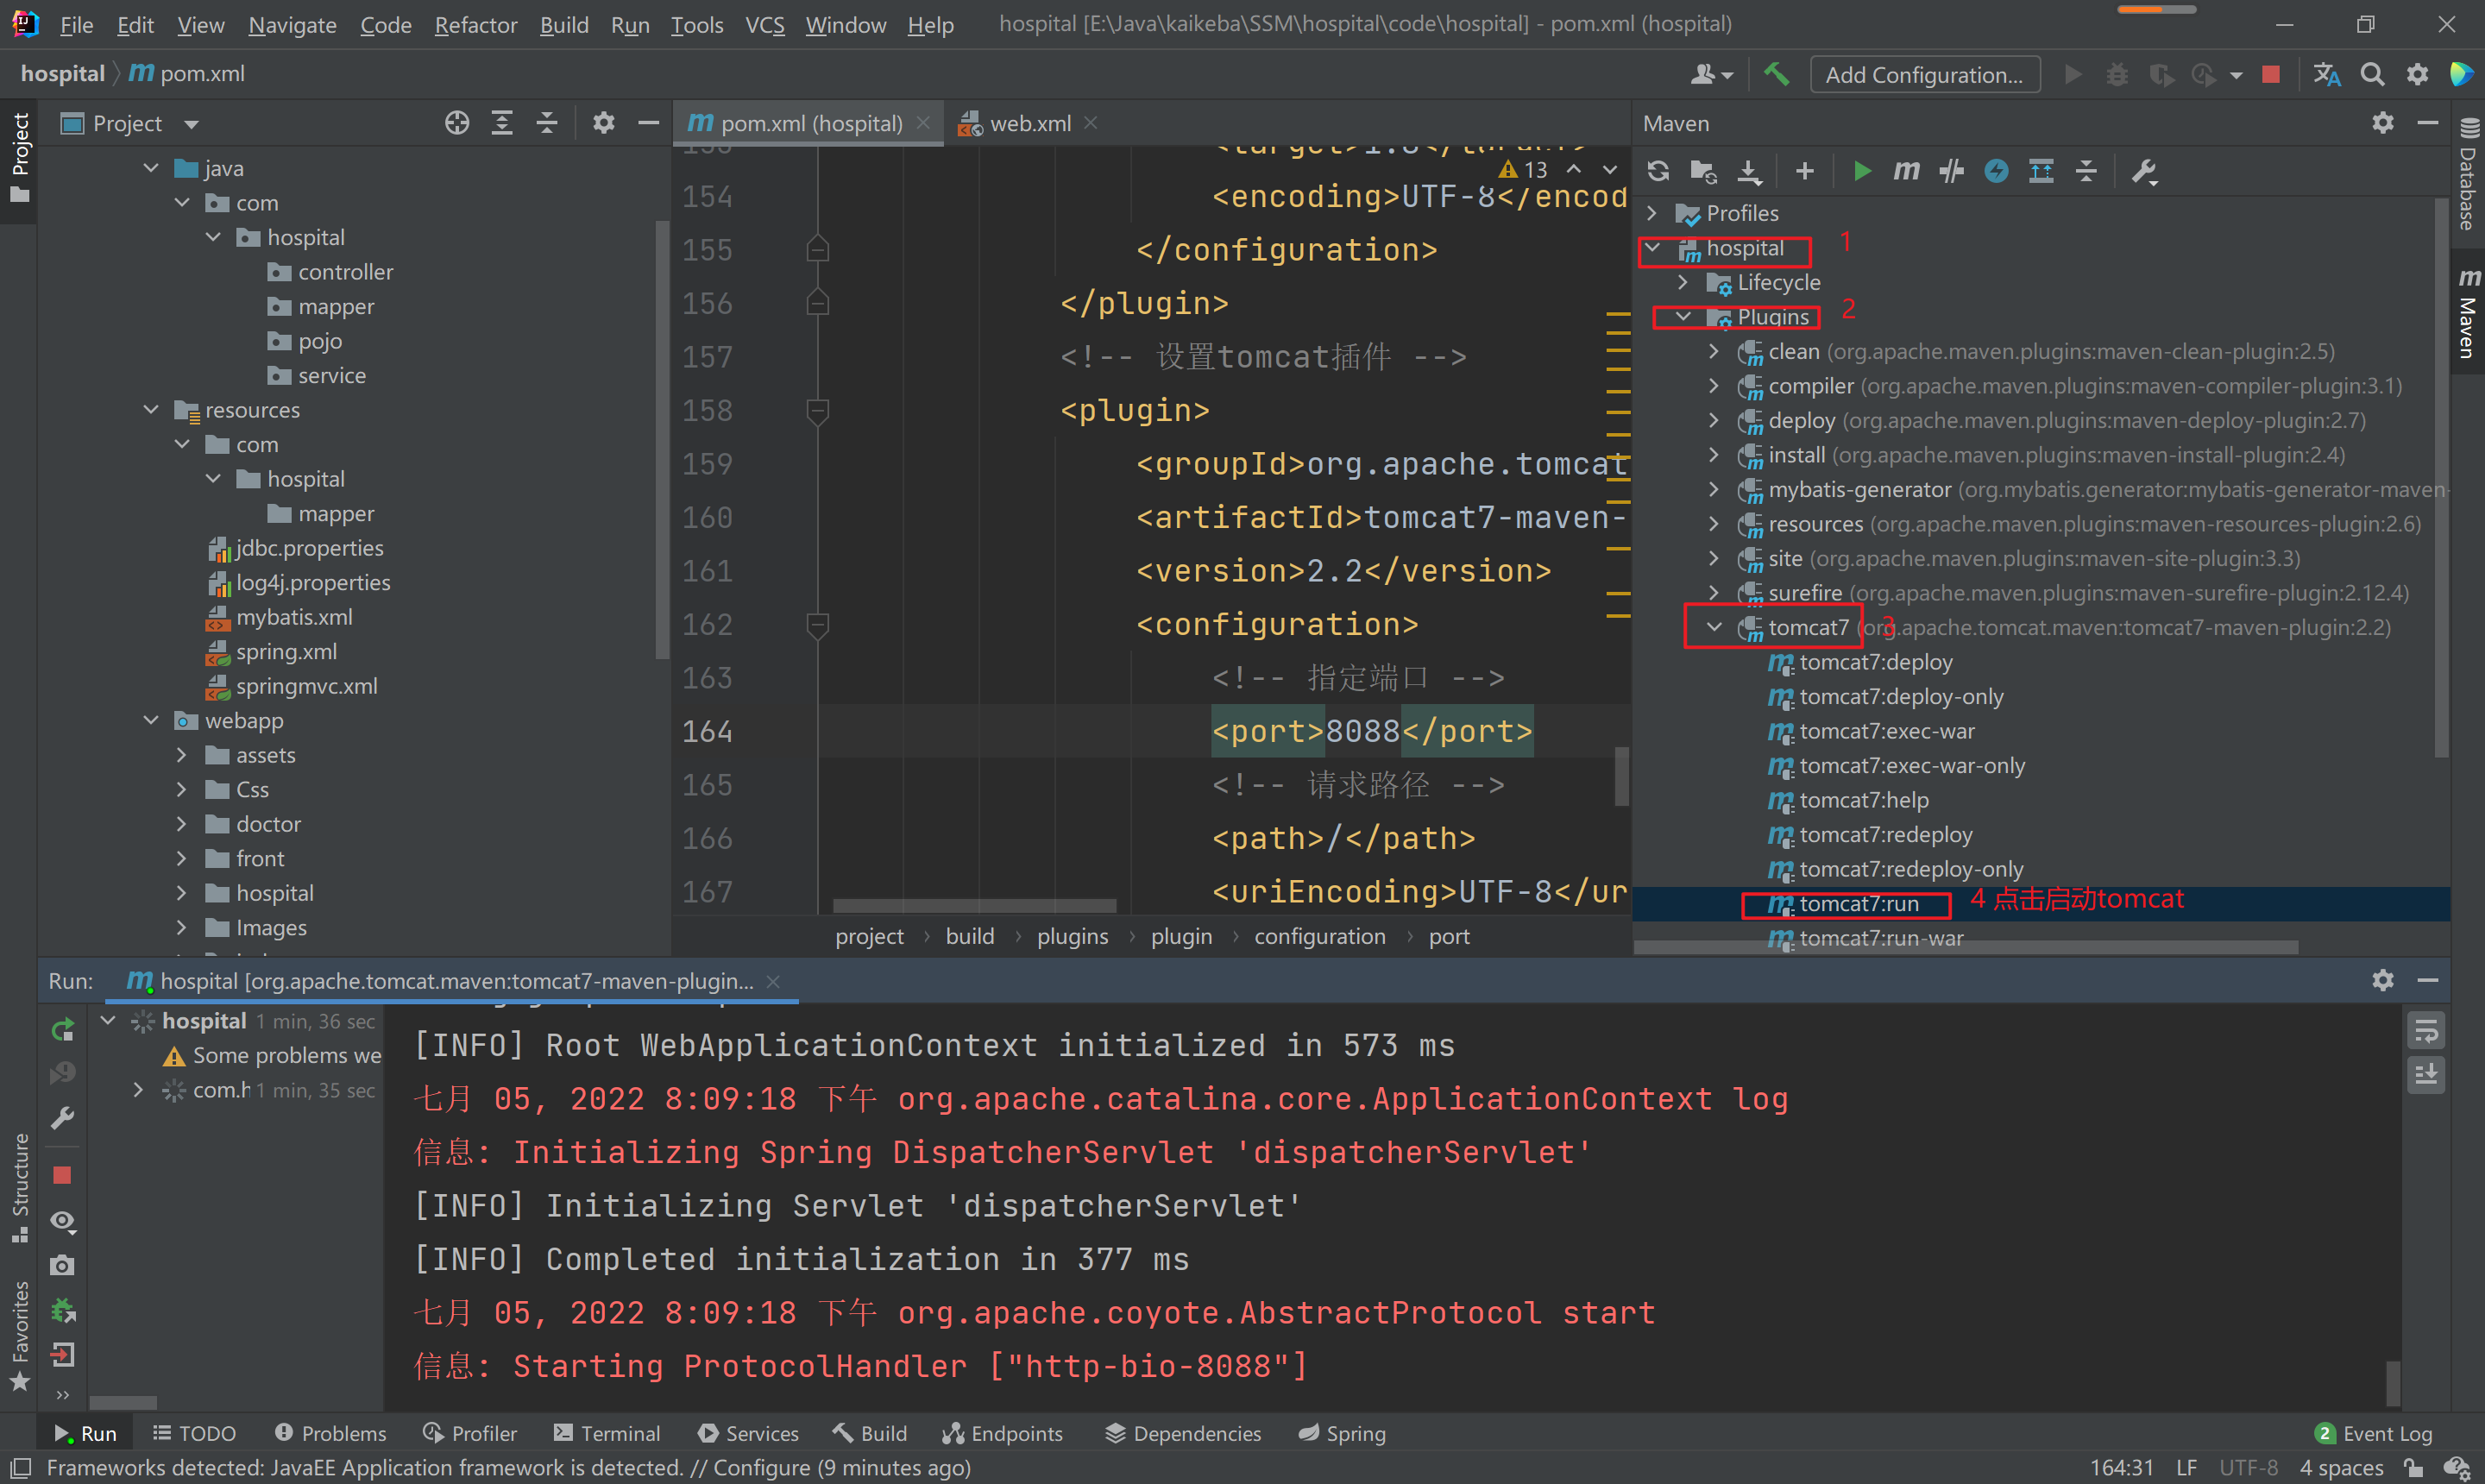 File Edit View Navigate Code Refactor Build Run Tools VCS Window Help hospital [E:\Java\kaikeba\SSM\hospital\code\hospital] - pom.xml (hospital)
hospital pom.xml Add Configuration...
Project
pom.xml (hospital) web.xml
Maven
Project
java
com
hospital
controller
mapper
pojo
service
resources
com
hospital
mapper
jdbc.properties
log4j.properties
mybatis.xml
spring.xml
springmvc.xml
webapp
assets
Css
doctor
front
hospital
Images
13
154 <encoding>UTF-8</encod
155 </configuration>
156 </plugin>
157 <!-- 设置tomcat插件 -->
158 <plugin>
159 <groupId>org.apache.tomcat
160 <artifactId>tomcat7-maven-
161 <version>2.2</version>
162 <configuration>
163 <!-- 指定端口 -->
164 <port>8088</port>
165 <!-- 请求路径 -->
166 <path>/</path>
167 <uriEncoding>UTF-8</ur
project › build › plugins › plugin › configuration › port
Profiles
hospital 1
Lifecycle
Plugins 2
clean (org.apache.maven.plugins:maven-clean-plugin:2.5)
compiler (org.apache.maven.plugins:maven-compiler-plugin:3.1)
deploy (org.apache.maven.plugins:maven-deploy-plugin:2.7)
install (org.apache.maven.plugins:maven-install-plugin:2.4)
mybatis-generator (org.mybatis.generator:mybatis-generator-maven-
resources (org.apache.maven.plugins:maven-resources-plugin:2.6)
site (org.apache.maven.plugins:maven-site-plugin:3.3)
surefire (org.apache.maven.plugins:maven-surefire-plugin:2.12.4)
tomcat7 (org.apache.tomcat.maven:tomcat7-maven-plugin:2.2) 3
tomcat7:deploy
tomcat7:deploy-only
tomcat7:exec-war
tomcat7:exec-war-only
tomcat7:help
tomcat7:redeploy
tomcat7:redeploy-only
tomcat7:run 4 点击启动tomcat
tomcat7:run-war
Database
Maven
Run: hospital [org.apache.tomcat.maven:tomcat7-maven-plugin...
hospital 1 min, 36 sec
Some problems we
com.h 1 min, 35 sec
[INFO] Root WebApplicationContext initialized in 573 ms
七月 05, 2022 8:09:18 下午 org.apache.catalina.core.ApplicationContext log
信息: Initializing Spring DispatcherServlet 'dispatcherServlet'
[INFO] Initializing Servlet 'dispatcherServlet'
[INFO] Completed initialization in 377 ms
七月 05, 2022 8:09:18 下午 org.apache.coyote.AbstractProtocol start
信息: Starting ProtocolHandler ["http-bio-8088"]
Structure
Favorites
Run TODO Problems Profiler Terminal Services Build Endpoints Dependencies Spring 2 Event Log
Frameworks detected: JavaEE Application framework is detected. // Configure (9 minutes ago) 164:31 LF UTF-8 4 spaces